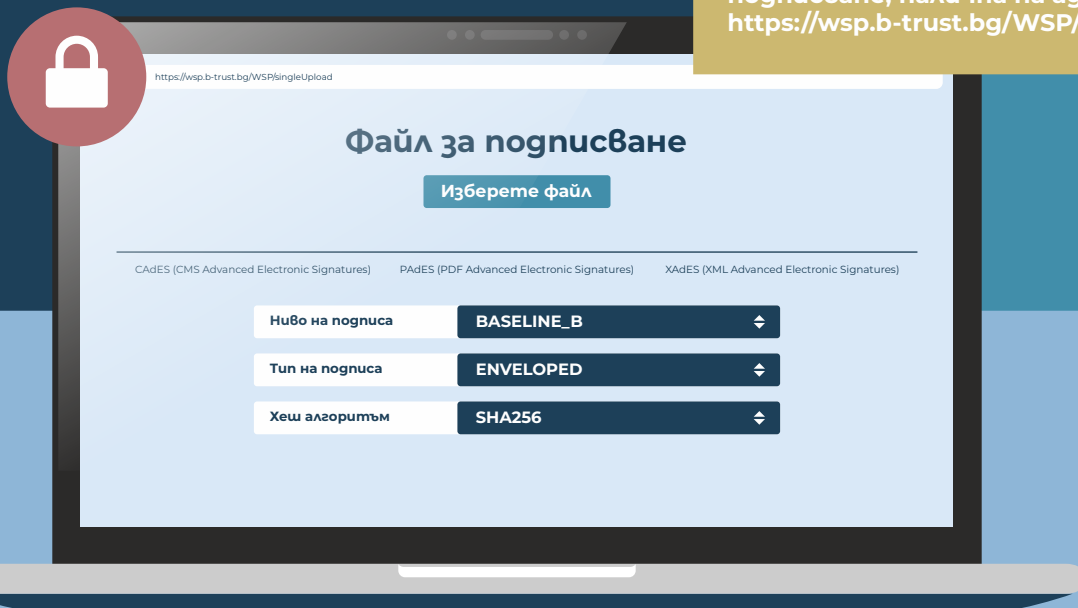 https://wsp.b-trust.bg/WSP/
https://wsp.b-trust.bg/WSP/singleUpload
Файл за подписване
Изберете файл
CAdES (CMS Advanced Electronic Signatures) PAdES (PDF Advanced Electronic Signatures) XAdES (XML Advanced Electronic Signatures)
Ниво на подписа BASELINE_B
Тип на подписа ENVELOPED
Хеш алгоритъм SHA256